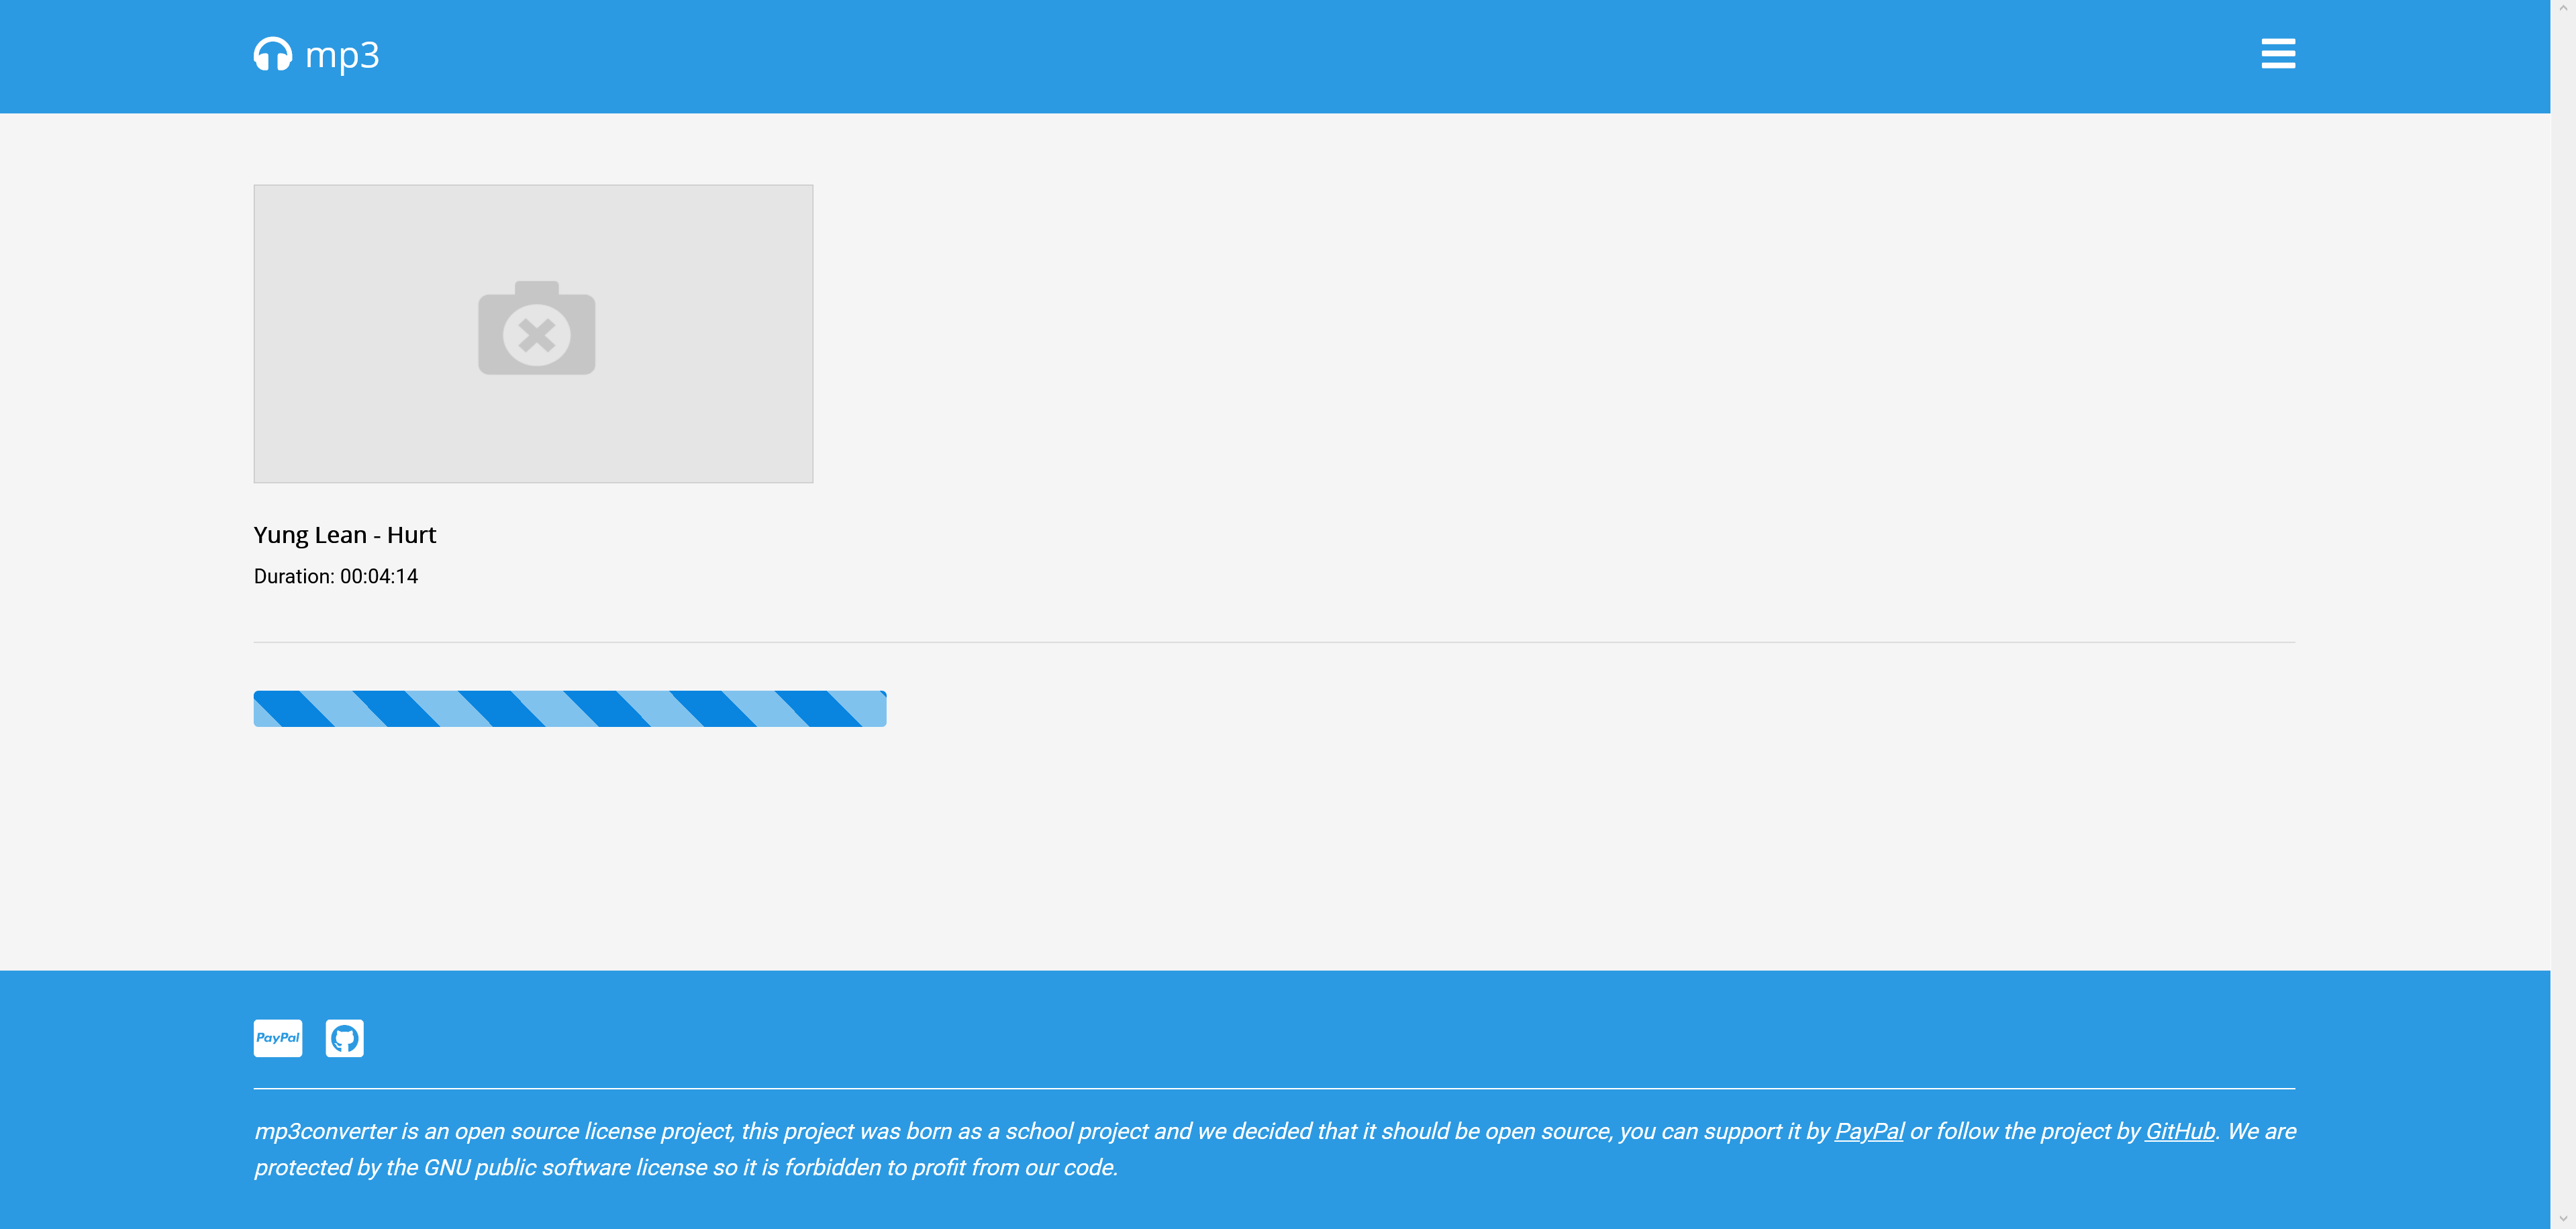 mp3
Yung Lean - Hurt
Duration: 00:04:14
PayPal
mp3converter is an open source license project, this project was born as a school project and we decided that it should be open source, you can support it by PayPal or follow the project by GitHub. We are
protected by the GNU public software license so it is forbidden to profit from our code.